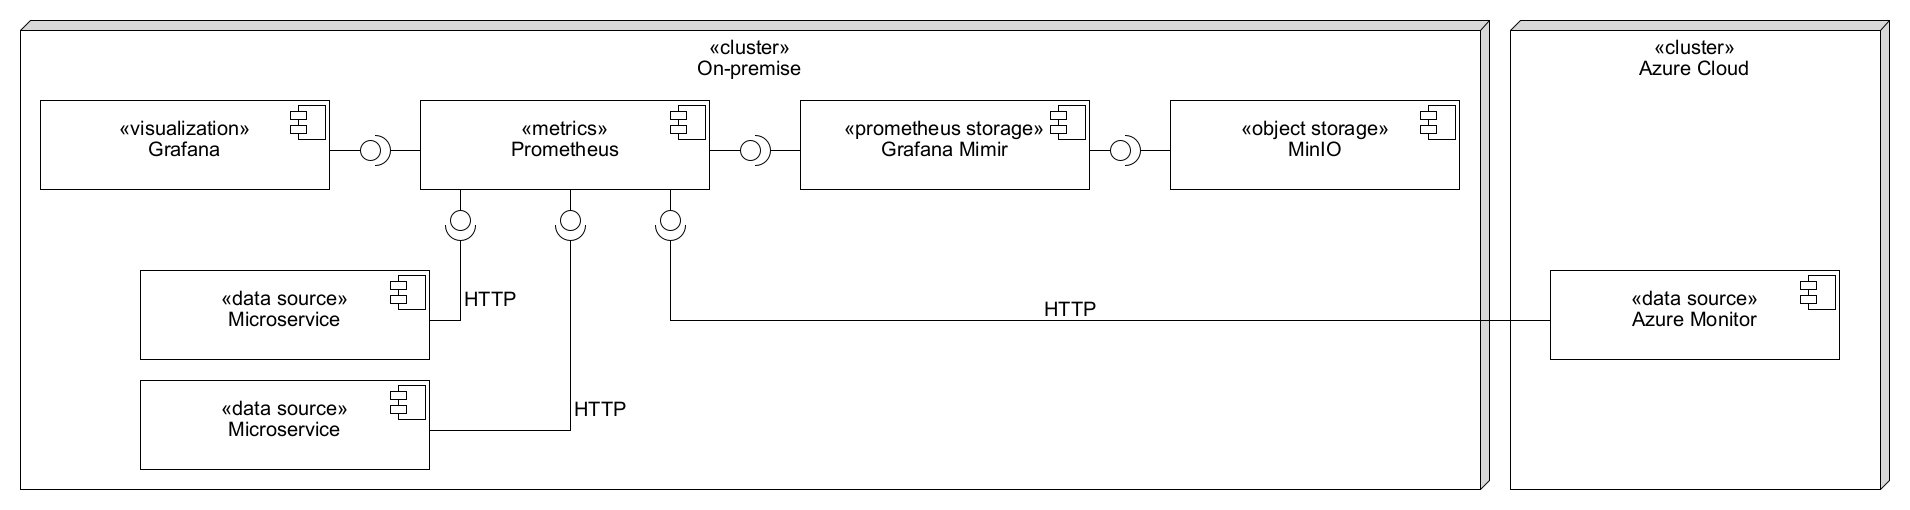 «cluster»
On-premise
«cluster»
Azure Cloud
«visualization»
Grafana
«metrics»
Prometheus
«prometheus storage»
Grafana Mimir
«object storage»
MinIO
«data source»
Microservice
HTTP
HTTP
«data source»
Azure Monitor
«data source»
Microservice
HTTP